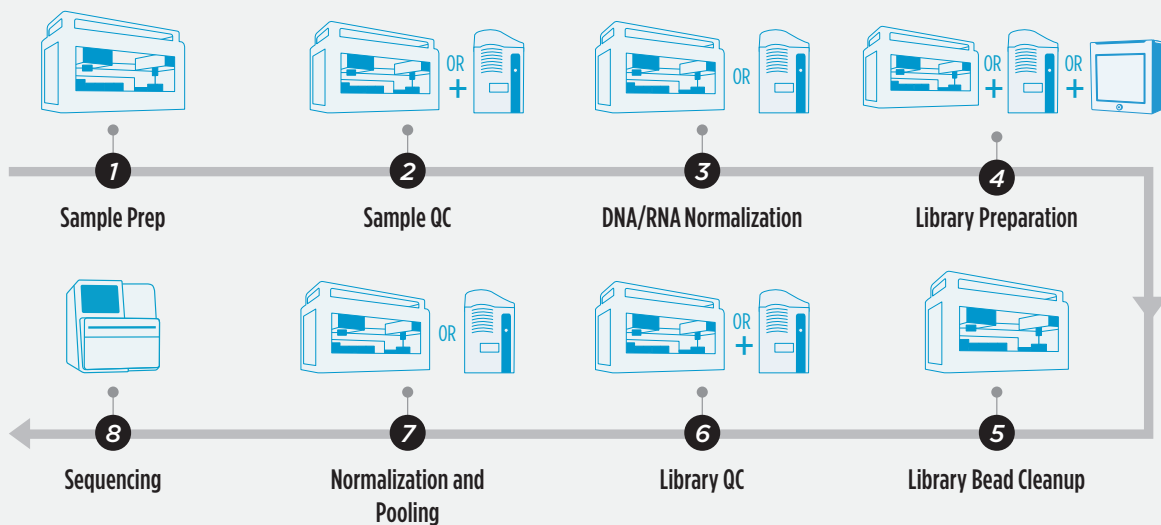 OR
+
OR
OR
+
OR
+
1
2
3
4
Sample Prep
Sample QC
DNA/RNA Normalization
Library Preparation
OR
OR
+
8
7
6
5
Sequencing
Normalization and
Pooling
Library QC
Library Bead Cleanup